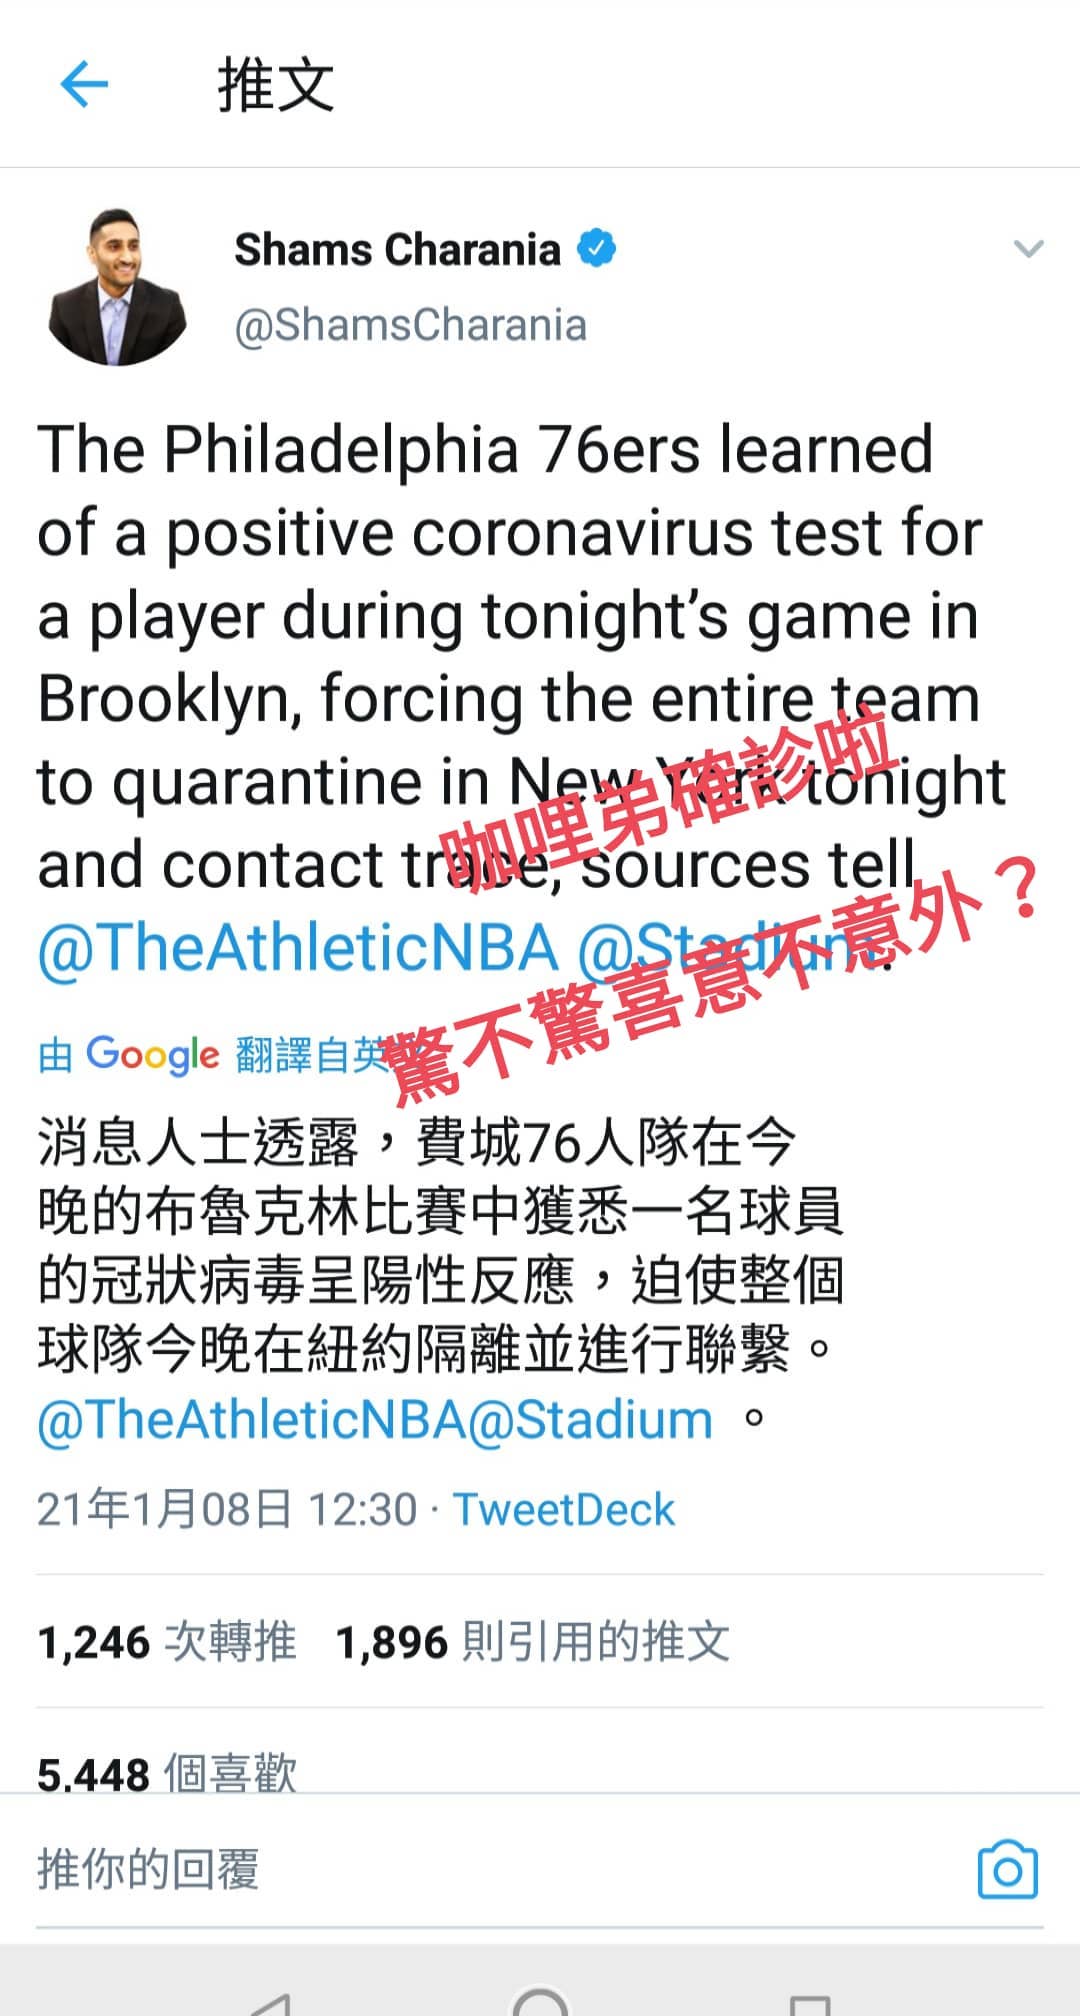 推文
Shams Charania
@ShamsCharania
The Philadelphia 76ers learned
of a positive coronavirus test for
a player during tonight’s game in
Brooklyn, forcing the entire team
to quarantine in New York tonight
and contact trace, sources tell
@TheAthleticNBA @Stadium.
咖哩弟確診啦
驚不驚喜意不意外？
由 Google 翻譯自英
消息人士透露，費城76人隊在今
晚的布魯克林比賽中獲悉一名球員
的冠狀病毒呈陽性反應，迫使整個
球隊今晚在紐約隔離並進行聯繫。
@TheAthleticNBA@Stadium 。
21年1月08日 12:30 · TweetDeck
1,246 次轉推 1,896 則引用的推文
5,448 個喜歡
推你的回覆